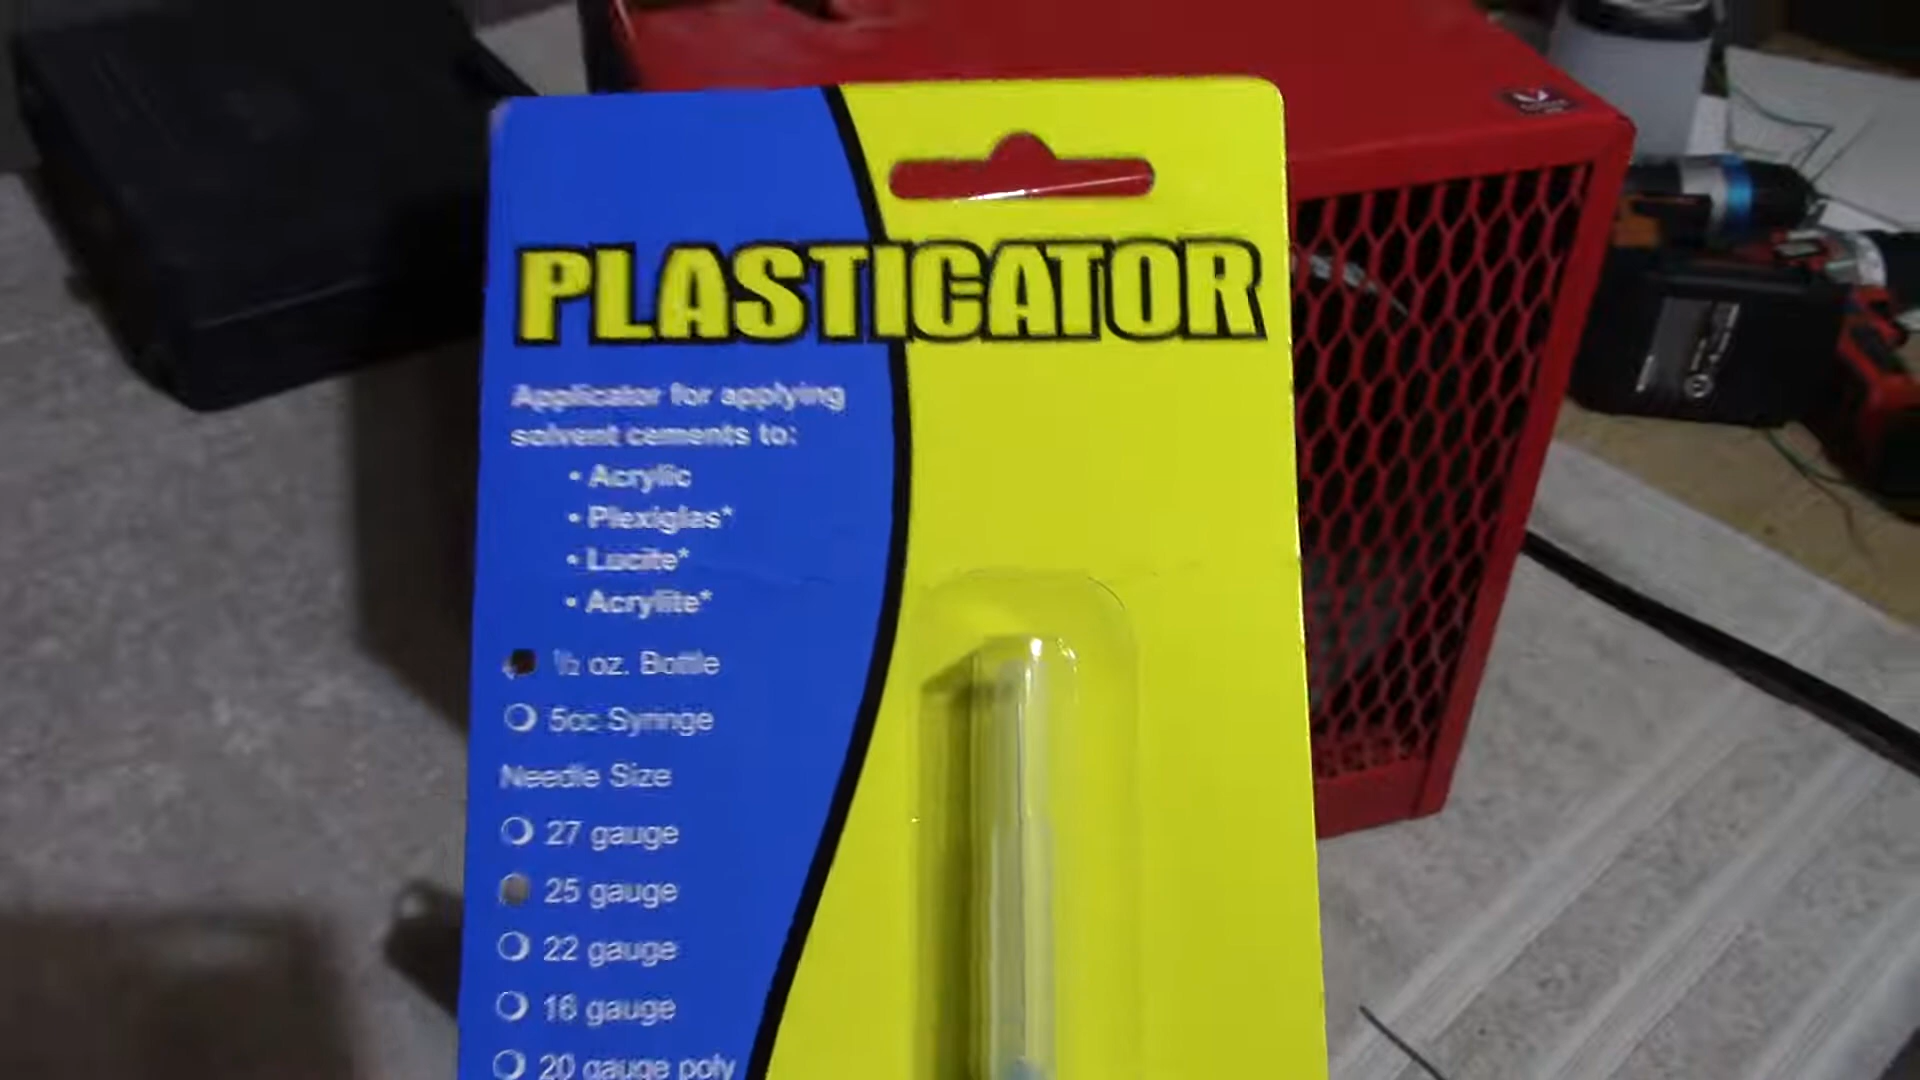 PLASTICATOR
Applicator for applying
solvent cements to:
• Acrylic
• Plexiglas*
• Lucite*
• Acrylite*
½ oz. Bottle
5cc Syringe
Needle Size
27 gauge
25 gauge
22 gauge
16 gauge
20 gauge poly